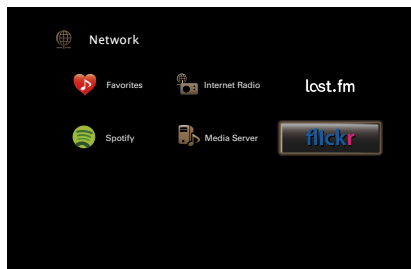 Network
Favorites
Internet Radio
last.fm
Spotify
Media Server
flickr